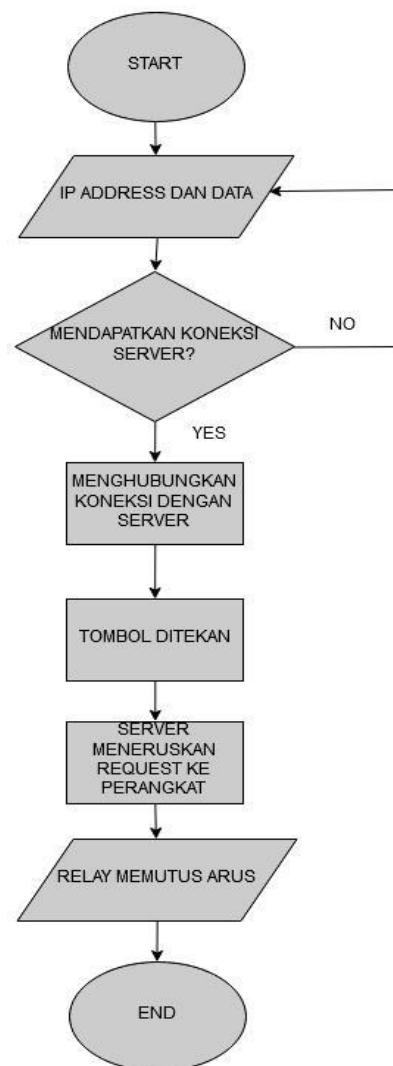 START
IP ADDRESS DAN DATA
MENDAPATKAN KONEKSI
SERVER?
NO
YES
MENGHUBUNGKAN
KONEKSI DENGAN
SERVER
TOMBOL DITEKAN
SERVER
MENERUSKAN
REQUEST KE
PERANGKAT
RELAY MEMUTUS ARUS
END